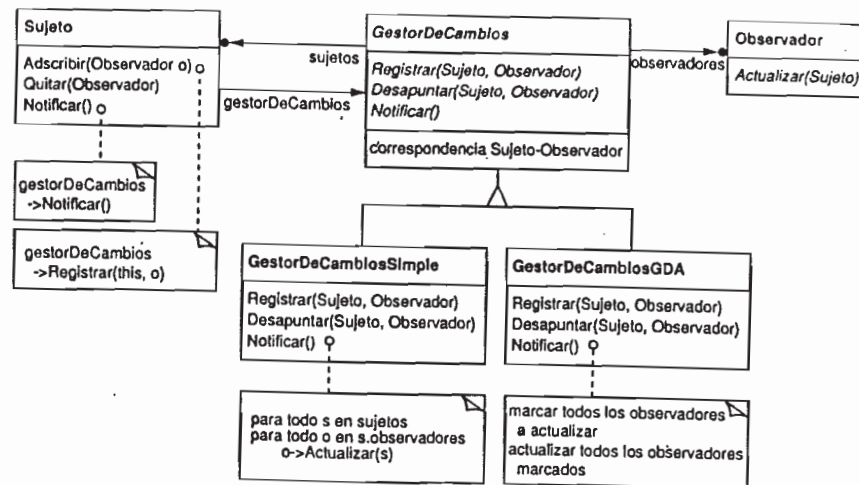 Sujeto
Adscribir(Observador o)
Quitar(Observador)
Notificar()
gestorDeCambios
->Notificar()
gestorDeCambios
->Registrar(this, o)
sujetos
gestorDeCambios
GestorDeCambios
Registrar(Sujeto, Observador)
Desapuntar(Sujeto, Observador)
Notificar()
correspondencia Sujeto-Observador
observadores
Observador
Actualizar(Sujeto)
GestorDeCambiosSimple
Registrar(Sujeto, Observador)
Desapuntar(Sujeto, Observador)
Notificar()
para todo s en sujetos
para todo o en s.observadores
o->Actualizar(s)
GestorDeCambiosGDA
Registrar(Sujeto, Observador)
Desapuntar(Sujeto, Observador)
Notificar()
marcar todos los observadores
a actualizar
actualizar todos los observadores
marcados